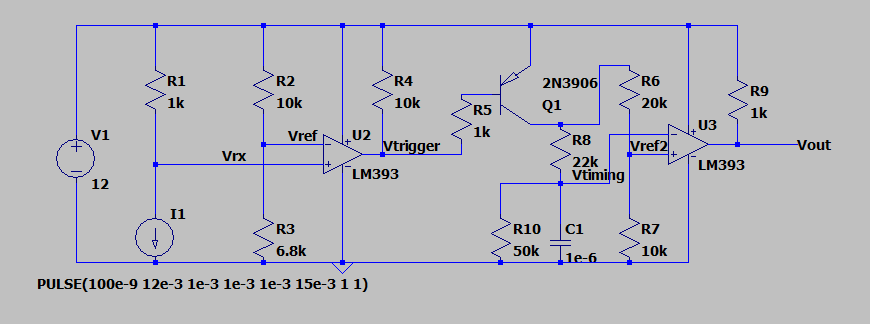 V1
12
R1
1k
I1
PULSE(100e-9 12e-3 1e-3 1e-3 1e-3 15e-3 1 1)
R2
10k
Vref
Vrx
R3
6.8k
U2
LM393
R4
10k
Vtrigger
R5
1k
2N3906
Q1
R8
22k
Vtiming
R10
50k
C1
1e-6
R6
20k
Vref2
R7
10k
U3
LM393
R9
1k
Vout